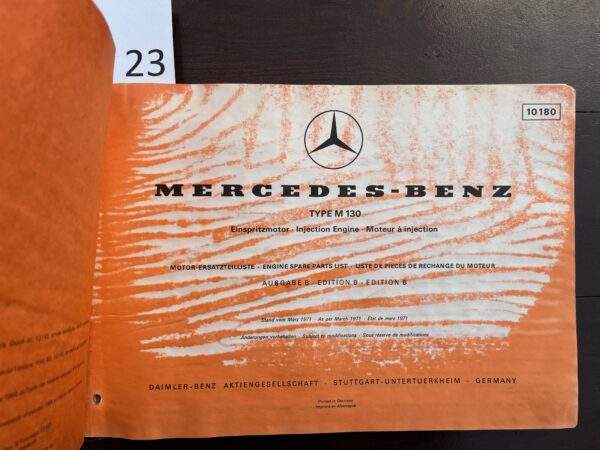 23
10180
MERCEDES-BENZ
TYPE M 130
Einspritzmotor · Injection Engine · Moteur à injection
MOTOR-ERSATZTEILLISTE · ENGINE SPARE PARTS LIST · LISTE DE PIECES DE RECHANGE DU MOTEUR
AUSGABE B · EDITION B · EDITION B
Stand vom März 1971 · As per March 1971 · Etat de mars 1971
Änderungen vorbehalten · Subject to modifications · Sous réserve de modifications
DAIMLER-BENZ AKTIENGESELLSCHAFT · STUTTGART-UNTERTUERKHEIM · GERMANY
Printed in Germany
Imprimé en Allemagne